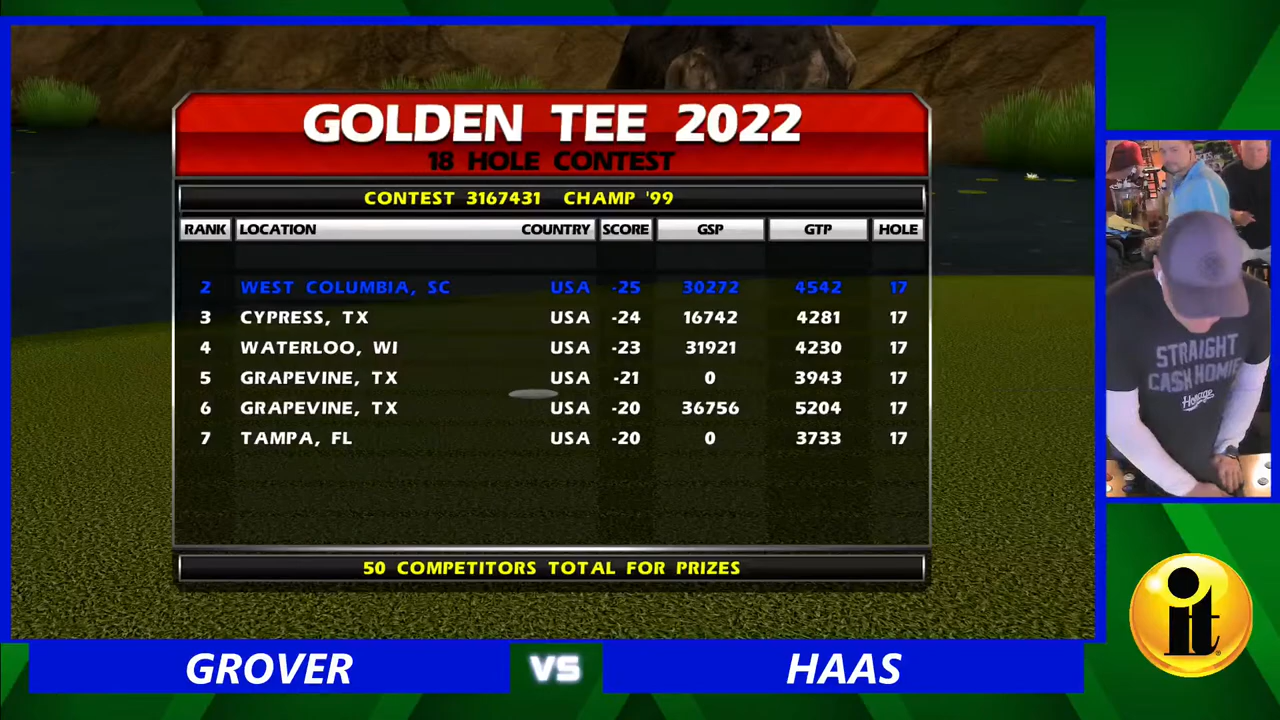 GOLDEN TEE 2022
18 HOLE CONTEST
CONTEST 3167431 CHAMP '99
RANK LOCATION COUNTRY SCORE GSP GTP HOLE
2 WEST COLUMBIA, SC USA -25 30272 4542 17
3 CYPRESS, TX USA -24 16742 4281 17
4 WATERLOO, WI USA -23 31921 4230 17
5 GRAPEVINE, TX USA -21 0 3943 17
6 GRAPEVINE, TX USA -20 36756 5204 17
7 TAMPA, FL USA -20 0 3733 17
50 COMPETITORS TOTAL FOR PRIZES
STRAIGHT
CASH HOMIE
it
GROVER VS HAAS